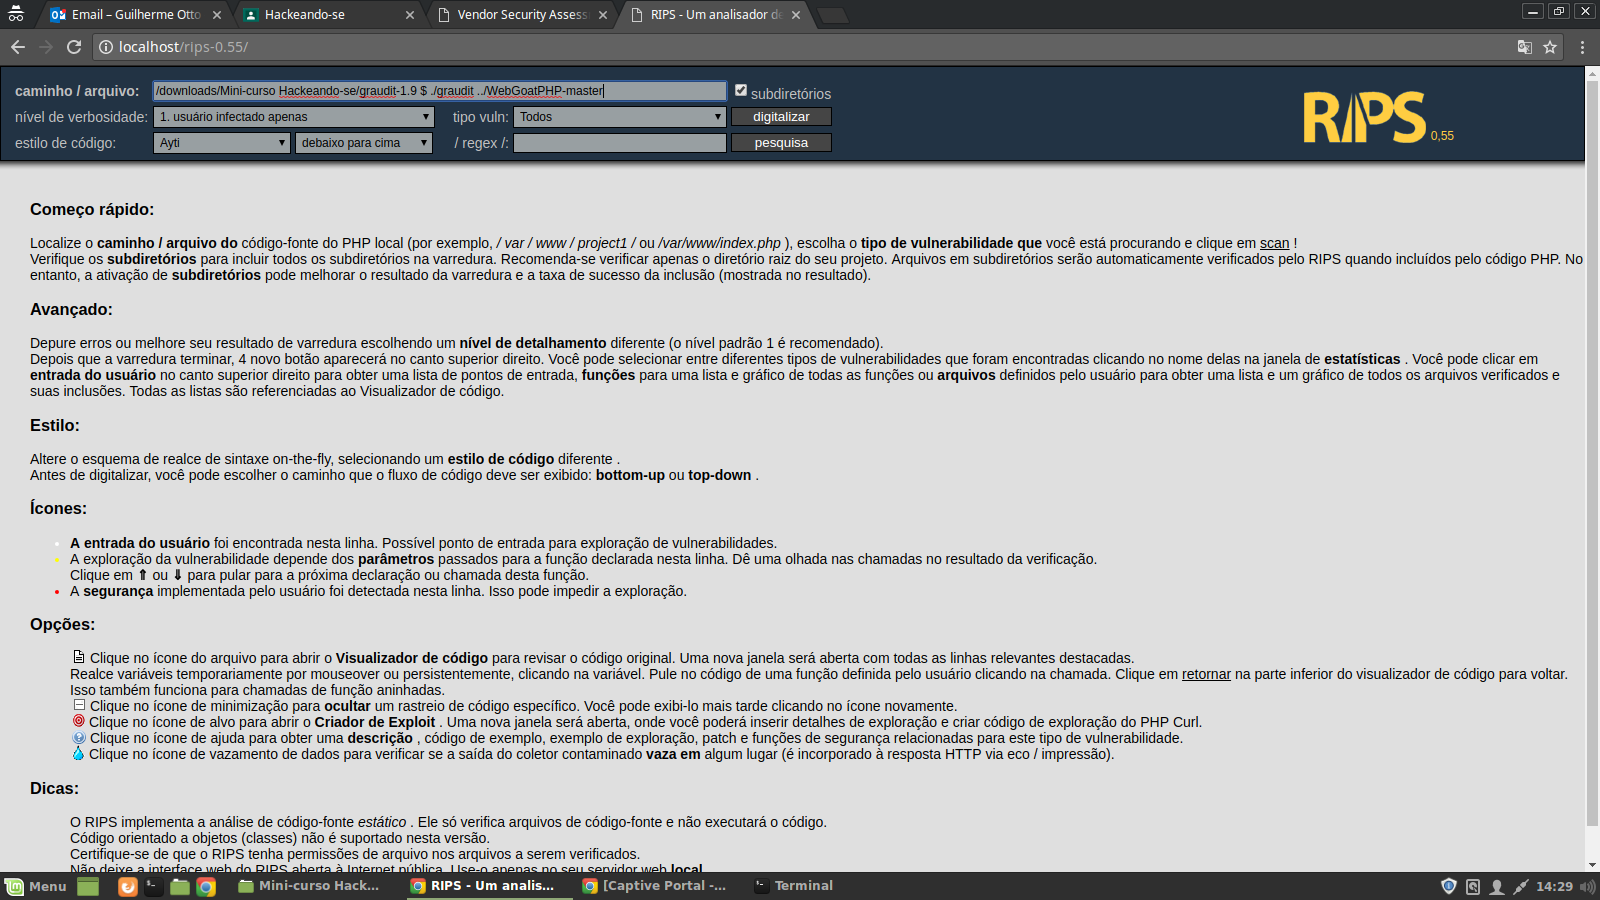 Email – Guilherme Otto
Hackeando-se
Vendor Security Assess
RIPS - Um analisador de
localhost/rips-0.55/
caminho / arquivo: /downloads/Mini-curso Hackeando-se/graudit-1.9 $ ./graudit ../WebGoatPHP-master subdiretórios
nível de verbosidade: 1. usuário infectado apenas tipo vuln: Todos digitalizar
estilo de código: Ayti debaixo para cima / regex /: pesquisa
RIPS 0,55
Começo rápido:
Localize o caminho / arquivo do código-fonte do PHP local (por exemplo, / var / www / project1 / ou /var/www/index.php ), escolha o tipo de vulnerabilidade que você está procurando e clique em scan !
Verifique os subdiretórios para incluir todos os subdiretórios na varredura. Recomenda-se verificar apenas o diretório raiz do seu projeto. Arquivos em subdiretórios serão automaticamente verificados pelo RIPS quando incluídos pelo código PHP. No
entanto, a ativação de subdiretórios pode melhorar o resultado da varredura e a taxa de sucesso da inclusão (mostrada no resultado).
Avançado:
Depure erros ou melhore seu resultado de varredura escolhendo um nível de detalhamento diferente (o nível padrão 1 é recomendado).
Depois que a varredura terminar, 4 novo botão aparecerá no canto superior direito. Você pode selecionar entre diferentes tipos de vulnerabilidades que foram encontradas clicando no nome delas na janela de estatísticas . Você pode clicar em
entrada do usuário no canto superior direito para obter uma lista de pontos de entrada, funções para uma lista e gráfico de todas as funções ou arquivos definidos pelo usuário para obter uma lista e um gráfico de todos os arquivos verificados e
suas inclusões. Todas as listas são referenciadas ao Visualizador de código.
Estilo:
Altere o esquema de realce de sintaxe on-the-fly, selecionando um estilo de código diferente .
Antes de digitalizar, você pode escolher o caminho que o fluxo de código deve ser exibido: bottom-up ou top-down .
Ícones:
A entrada do usuário foi encontrada nesta linha. Possível ponto de entrada para exploração de vulnerabilidades.
A exploração da vulnerabilidade depende dos parâmetros passados para a função declarada nesta linha. Dê uma olhada nas chamadas no resultado da verificação.
Clique em ⇑ ou ⇓ para pular para a próxima declaração ou chamada desta função.
A segurança implementada pelo usuário foi detectada nesta linha. Isso pode impedir a exploração.
Opções:
Clique no ícone do arquivo para abrir o Visualizador de código para revisar o código original. Uma nova janela será aberta com todas as linhas relevantes destacadas.
Realce variáveis temporariamente por mouseover ou persistentemente, clicando na variável. Pule no código de uma função definida pelo usuário clicando na chamada. Clique em retornar na parte inferior do visualizador de código para voltar.
Isso também funciona para chamadas de função aninhadas.
Clique no ícone de minimização para ocultar um rastreio de código específico. Você pode exibi-lo mais tarde clicando no ícone novamente.
Clique no ícone de alvo para abrir o Criador de Exploit . Uma nova janela será aberta, onde você poderá inserir detalhes de exploração e criar código de exploração do PHP Curl.
Clique no ícone de ajuda para obter uma descrição , código de exemplo, exemplo de exploração, patch e funções de segurança relacionadas para este tipo de vulnerabilidade.
Clique no ícone de vazamento de dados para verificar se a saída do coletor contaminado vaza em algum lugar (é incorporado à resposta HTTP via eco / impressão).
Dicas:
O RIPS implementa a análise de código-fonte estático . Ele só verifica arquivos de código-fonte e não executará o código.
Código orientado a objetos (classes) não é suportado nesta versão.
Certifique-se de que o RIPS tenha permissões de arquivo nos arquivos a serem verificados.
Não deixe a interface web do RIPS aberta à Internet pública. Use-o apenas no seu servidor web local
Menu
Mini-curso Hack...
RIPS - Um analis...
[Captive Portal -...
Terminal
14:29